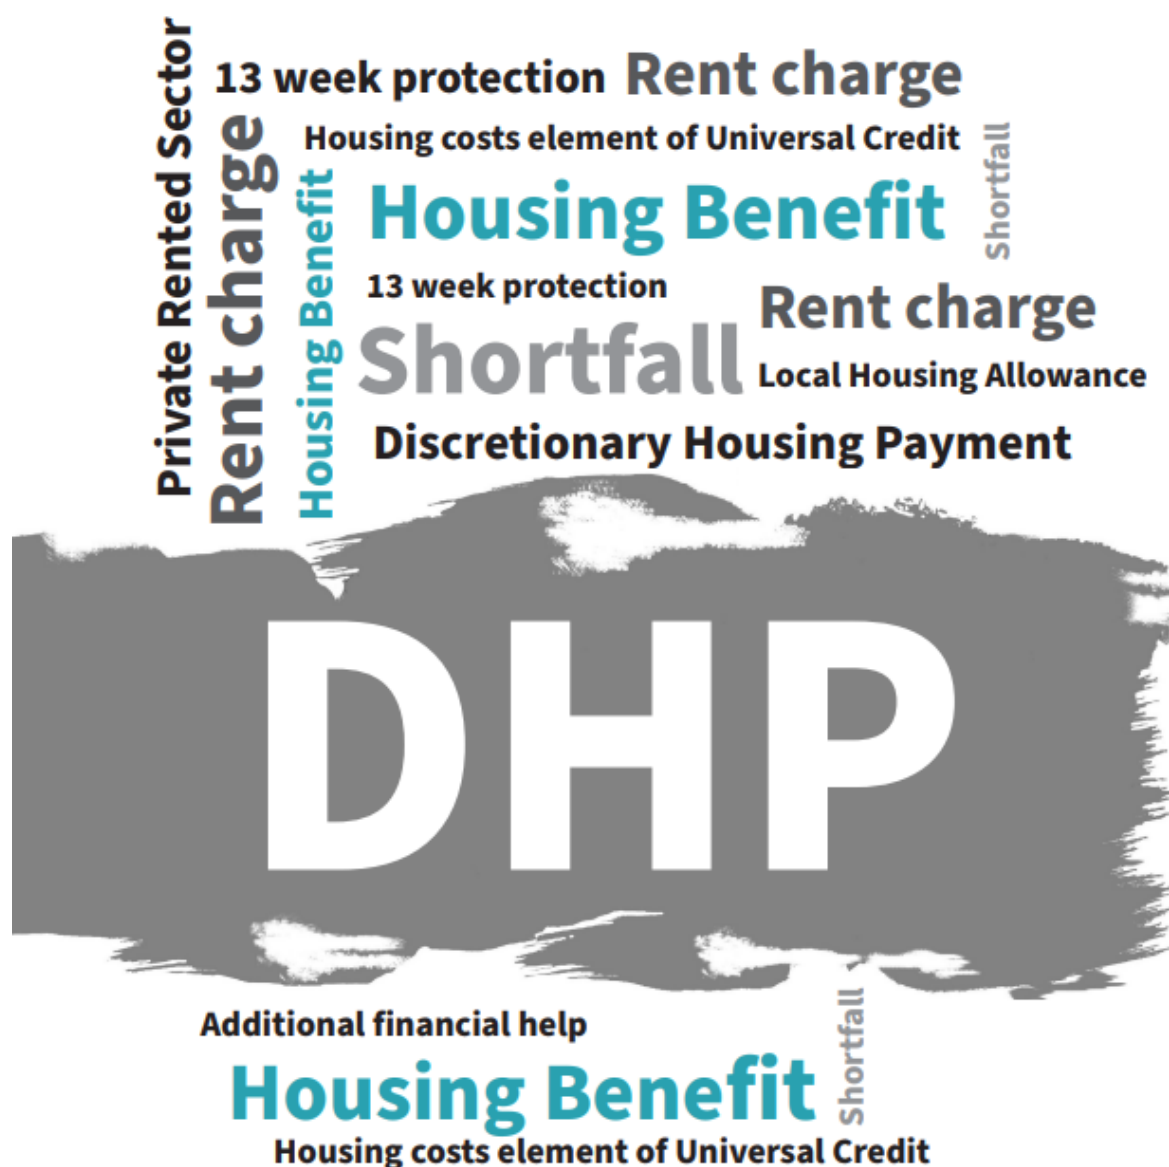 Private Rented Sector
13 week protection
Rent charge
Rent charge
Housing costs element of Universal Credit
Shortfall
Housing Benefit
Housing Benefit
13 week protection
Rent charge
Shortfall
Local Housing Allowance
Discretionary Housing Payment
DHP
Additional financial help
Shortfall
Housing Benefit
Housing costs element of Universal Credit